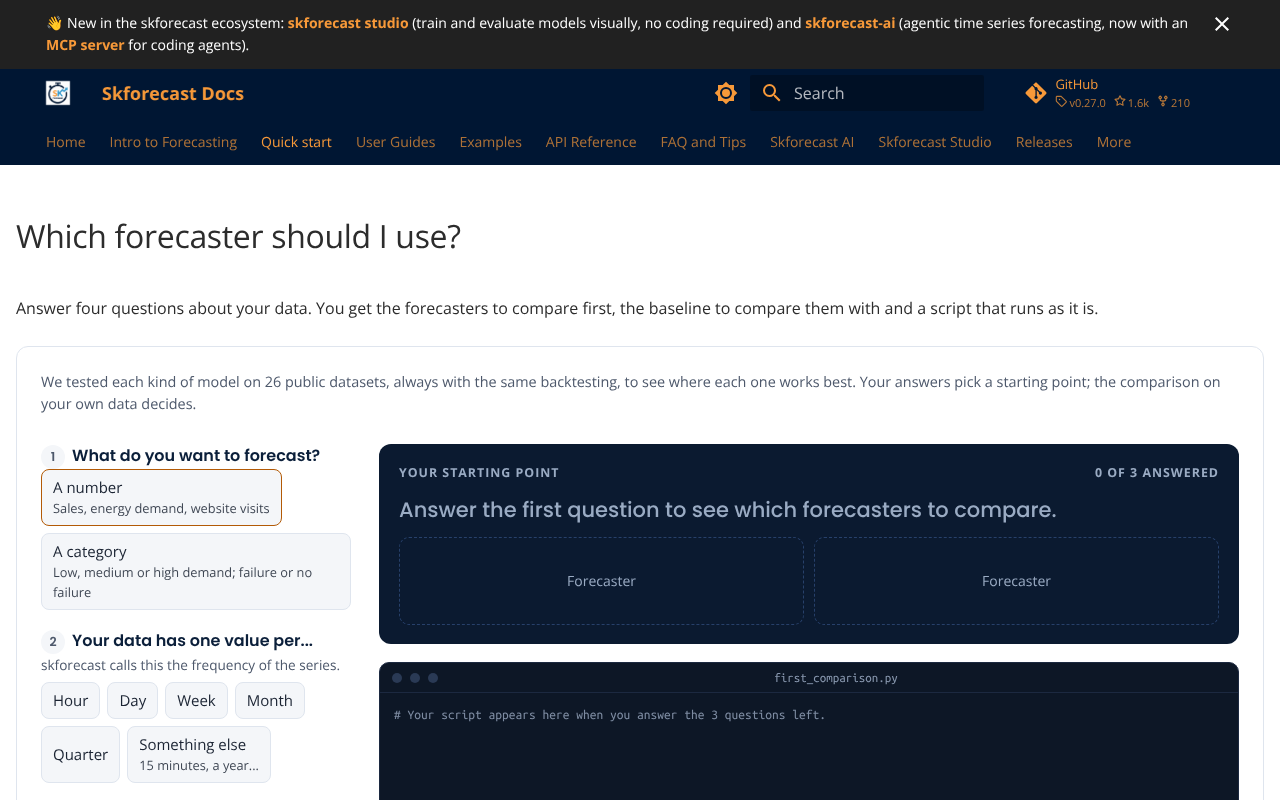 👋 New in the skforecast ecosystem: skforecast studio (train and evaluate models visually, no coding required) and skforecast-ai (agentic time series forecasting, now with an
MCP server for coding agents).
Skforecast Docs
Search
GitHub
v0.27.0 1.6k 210
Home Intro to Forecasting Quick start User Guides Examples API Reference FAQ and Tips Skforecast AI Skforecast Studio Releases More
Which forecaster should I use?
Answer four questions about your data. You get the forecasters to compare first, the baseline to compare them with and a script that runs as it is.
We tested each kind of model on 26 public datasets, always with the same backtesting, to see where each one works best. Your answers pick a starting point; the comparison on
your own data decides.
1 What do you want to forecast?
A number
Sales, energy demand, website visits
A category
Low, medium or high demand; failure or no
failure
2 Your data has one value per...
skforecast calls this the frequency of the series.
Hour Day Week Month
Quarter
Something else
15 minutes, a year...
YOUR STARTING POINT 0 OF 3 ANSWERED
Answer the first question to see which forecasters to compare.
Forecaster Forecaster
first_comparison.py
# Your script appears here when you answer the 3 questions left.